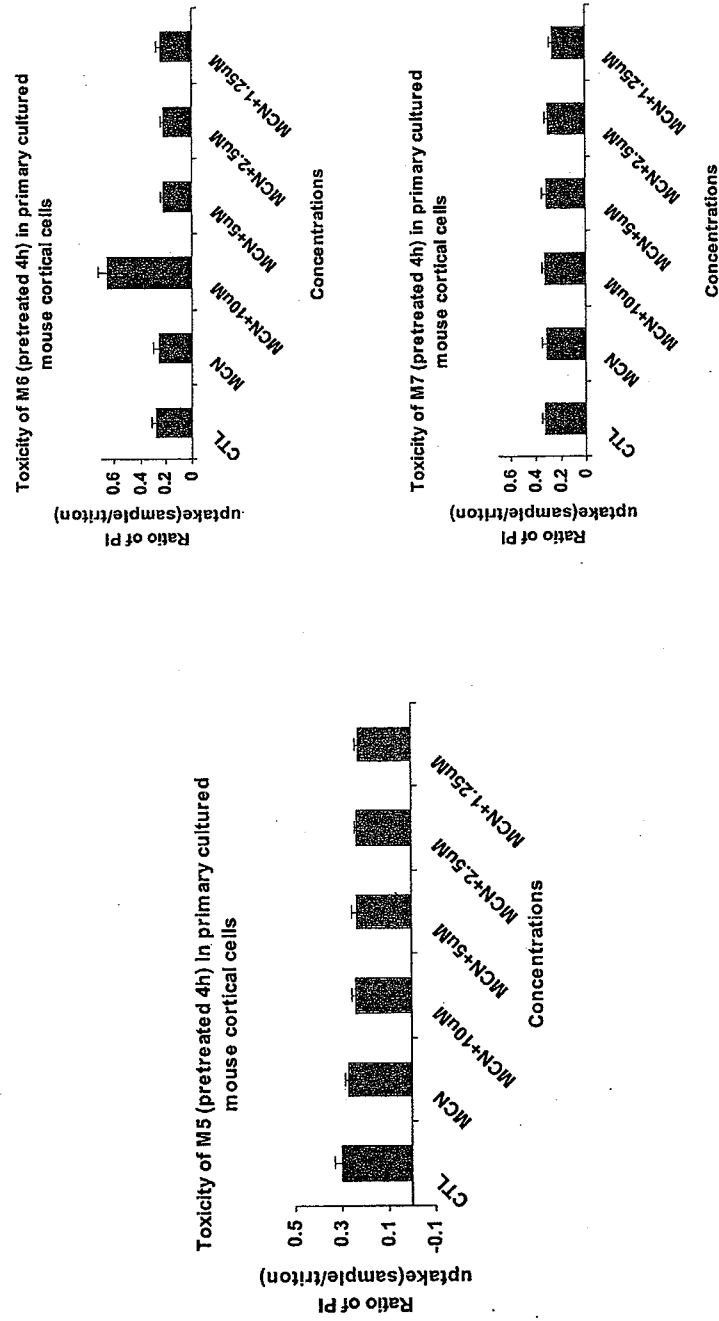 Toxicity of M5 (pretreated 4h) In primary cultured
mouse cortical cells
Ratio of PI
uptake(sample/triton)
0.5
0.3
0.1
-0.1
CTL
MCN
MCN+10uM
MCN+5uM
MCN+2.5uM
MCN+1.25uM
Concentrations
Toxicity of M6 (pretreated 4h) in primary cultured
mouse cortical cells
Ratio of PI
uptake(sample/triton)
0.6
0.4
0.2
0
CTL
MCN
MCN+10uM
MCN+5uM
MCN+2.5uM
MCN+1.25uM
Concentrations
Toxicity of M7 (pretreated 4h) in primary cultured
mouse cortical cells
Ratio of PI
uptake(sample/triton)
0.6
0.4
0.2
0
CTL
MCN
MCN+10uM
MCN+5uM
MCN+2.5uM
MCN+1.25uM
Concentrations